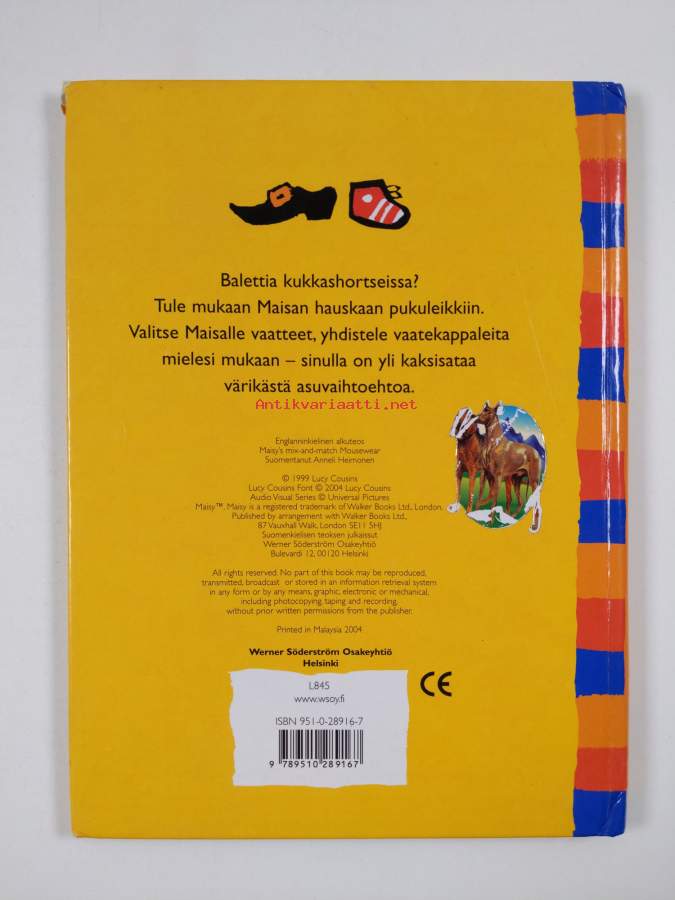 Balettia kukkashortseissa?
Tule mukaan Maisan hauskaan pukuleikkiin.
Valitse Maisalle vaatteet, yhdistele vaatekappaleita
mielesi mukaan – sinulla on yli kaksisataa
värikästä asuvaihtoehtoa.
Antikvariaatti.net
Englanninkielinen alkuteos
Maisy's mix-and-match Mousewear
Suomentanut Anneli Heimonen
© 1999 Lucy Cousins
Lucy Cousins Font © 2004 Lucy Cousins
Audio Visual Series © Universal Pictures
Maisy™. Maisy is a registered trademark of Walker Books Ltd., London.
Published by arrangement with Walker Books Ltd.,
87 Vauxhall Walk, London SE11 5HJ
Suomenkielisen teoksen julkaissut
Werner Söderström Osakeyhtiö
Bulevardi 12, 00120 Helsinki
All rights reserved. No part of this book may be reproduced,
transmitted, broadcast or stored in an information retrieval system
in any form or by any means, graphic, electronic or mechanical,
including photocopying, taping and recording,
without prior written permissions from the publisher.
Printed in Malaysia 2004
Werner Söderström Osakeyhtiö
Helsinki
L845
www.wsoy.fi
CE
ISBN 951-0-28916-7
9 789510 289167